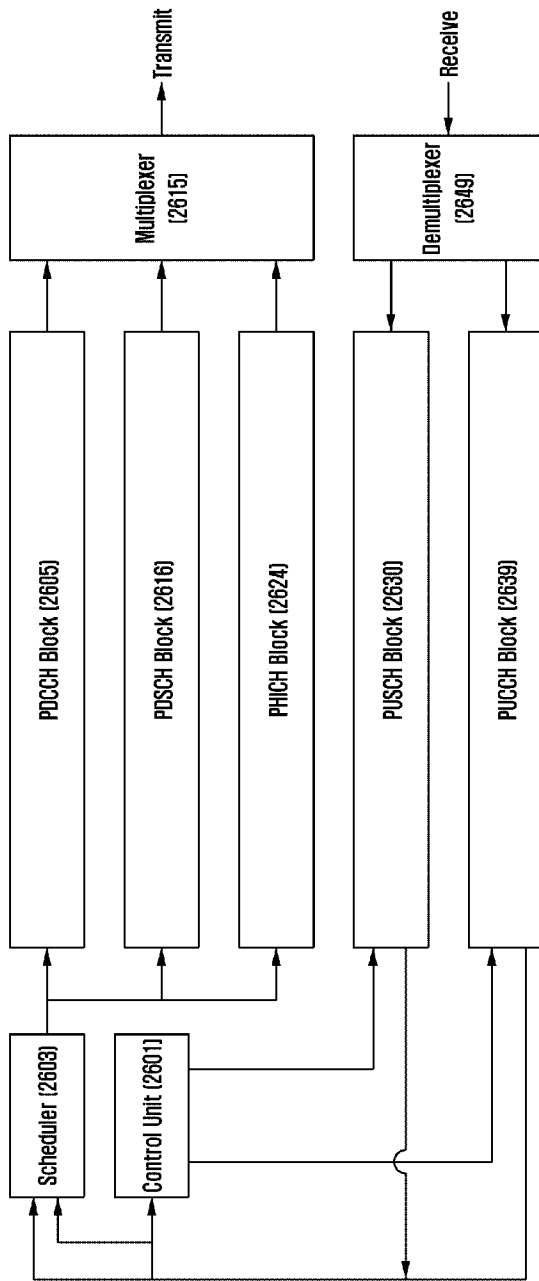 Scheduler (2603)
Control Unit (2601)
PDCCH Block (2605)
PDSCH Block (2616)
PHICH Block (2624)
PUSCH Block (2630)
PUCCH Block (2639)
Multiplexer
(2615)
Demultiplexer
(2649)
Transmit
Receive